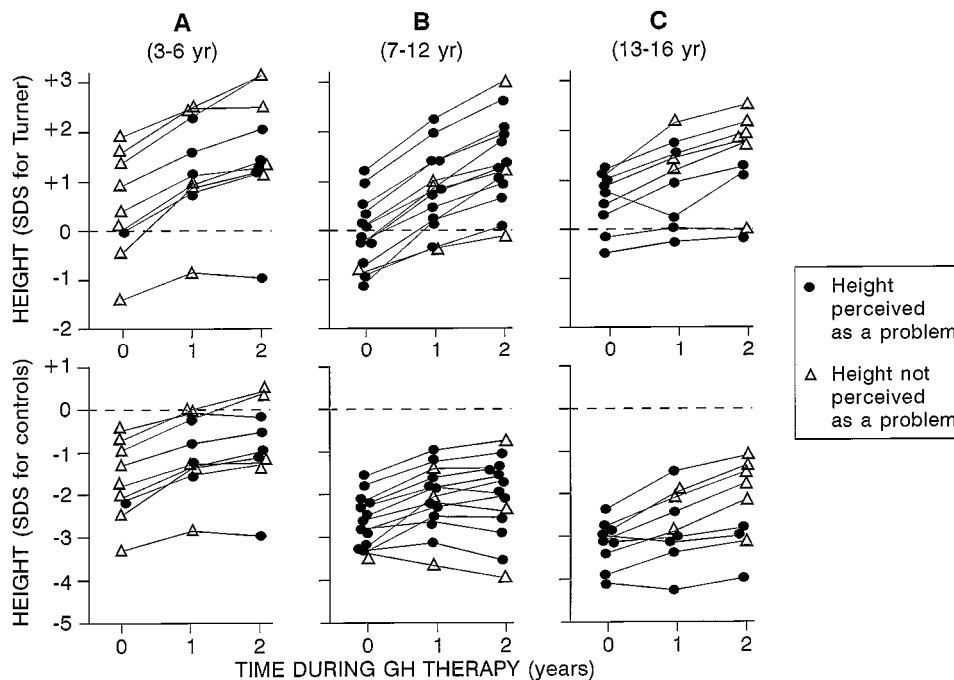 A
B
C
(3-6 yr)
(7-12 yr)
(13-16 yr)
HEIGHT (SDS for Turner)
+3
+2
+1
0
-1
-2
0 1 2
0 1 2
0 1 2
HEIGHT (SDS for controls)
+1
0
-1
-2
-3
-4
-5
0 1 2
0 1 2
0 1 2
TIME DURING GH THERAPY (years)
Height
perceived
as a problem
Height not
perceived
as a problem